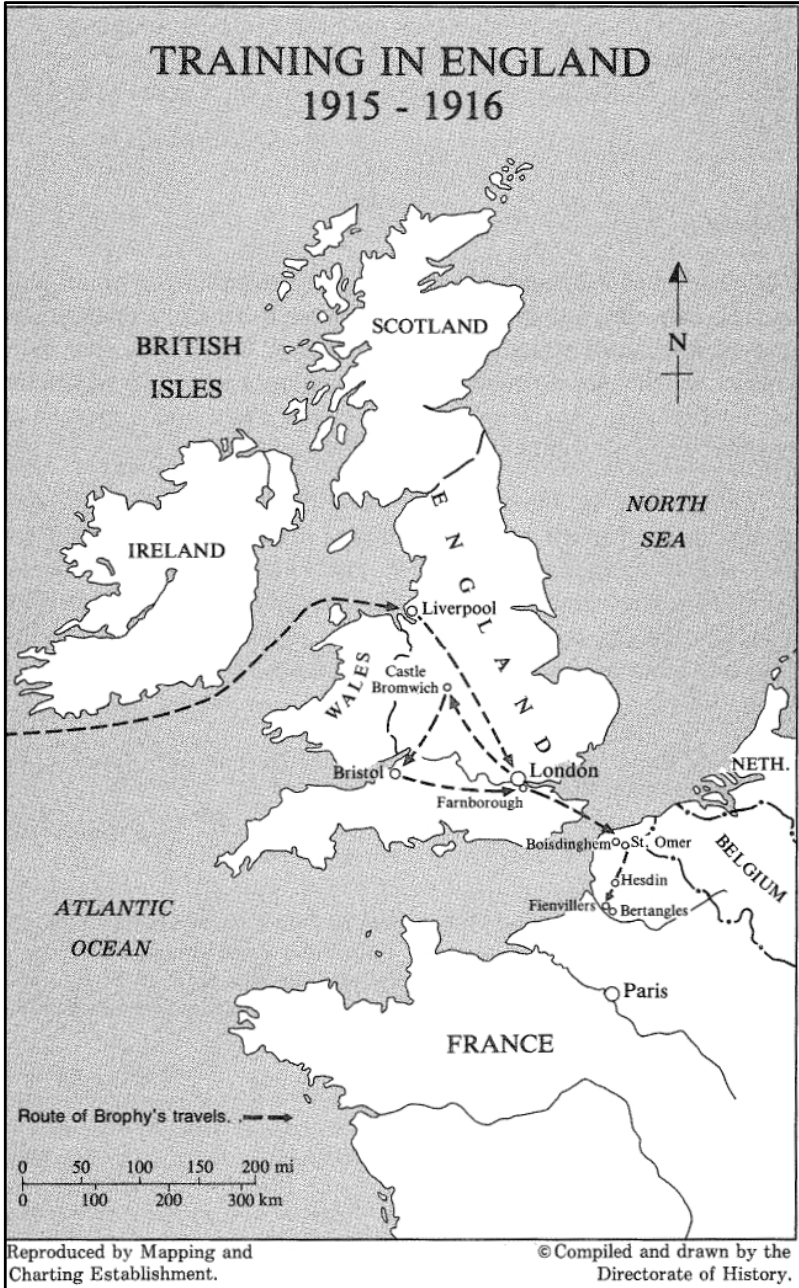 TRAINING IN ENGLAND
1915 - 1916
SCOTLAND
BRITISH
ISLES
N
NORTH
SEA
IRELAND
ENGLAND
Liverpool
WALES
Castle
Bromwich
Bristol
London
Farnborough
NETH.
BELGIUM
Boisdinghem
St. Omer
Hesdin
Fienvillers
Bertangles
ATLANTIC
OCEAN
Paris
FRANCE
Route of Brophy's travels. .
0 50 100 150 200 mi
0 100 200 300 km
Reproduced by Mapping and
Charting Establishment.
© Compiled and drawn by the
Directorate of History.